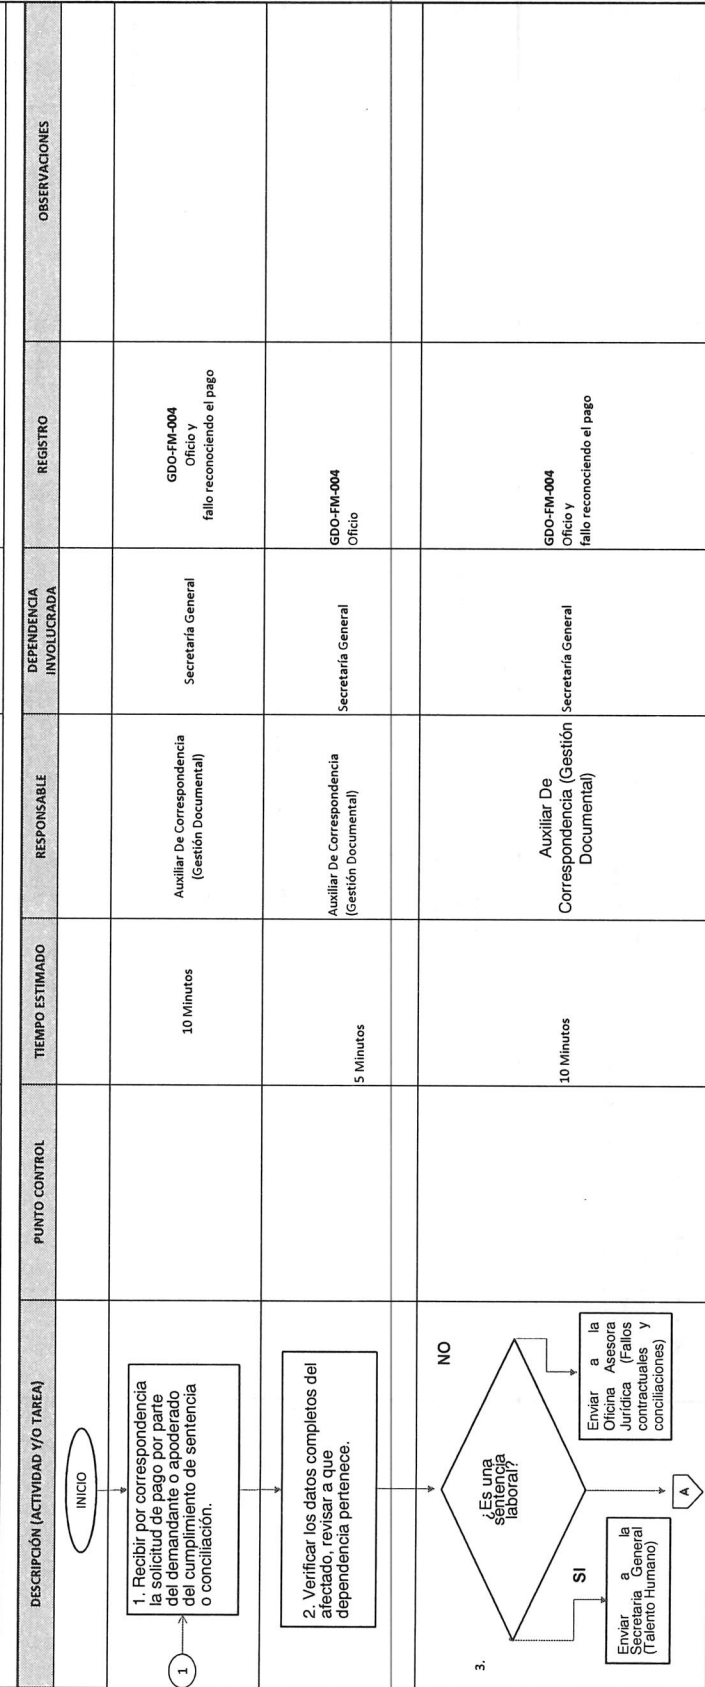 DESCRIPCIÓN (ACTIVIDAD Y/O TAREA)
PUNTO CONTROL
TIEMPO ESTIMADO
RESPONSABLE
DEPENDENCIA
INVOLUCRADA
REGISTRO
OBSERVACIONES
INICIO
1
1. Recibir por correspondencia
la solicitud de pago por parte
del demandante o apoderado
del cumplimiento de sentencia
o conciliación.
10 Minutos
Auxiliar De Correspondencia
(Gestión Documental)
Secretaría General
GDO-FM-004
Oficio y
fallo reconociendo el pago
2. Verificar los datos completos del
afectado, revisar a que
dependencia pertenece.
5 Minutos
Auxiliar De Correspondencia
(Gestión Documental)
Secretaría General
GDO-FM-004
Oficio
3.
¿Es una
sentencia
laboral?
NO
SI
Enviar a la
Secretaria General
(Talento Humano)
Enviar a la
Oficina Asesora
Jurídica (Fallos
contractuales y
conciliaciones)
A
10 Minutos
Auxiliar De
Correspondencia (Gestión
Documental)
Secretaría General
GDO-FM-004
Oficio y
fallo reconociendo el pago